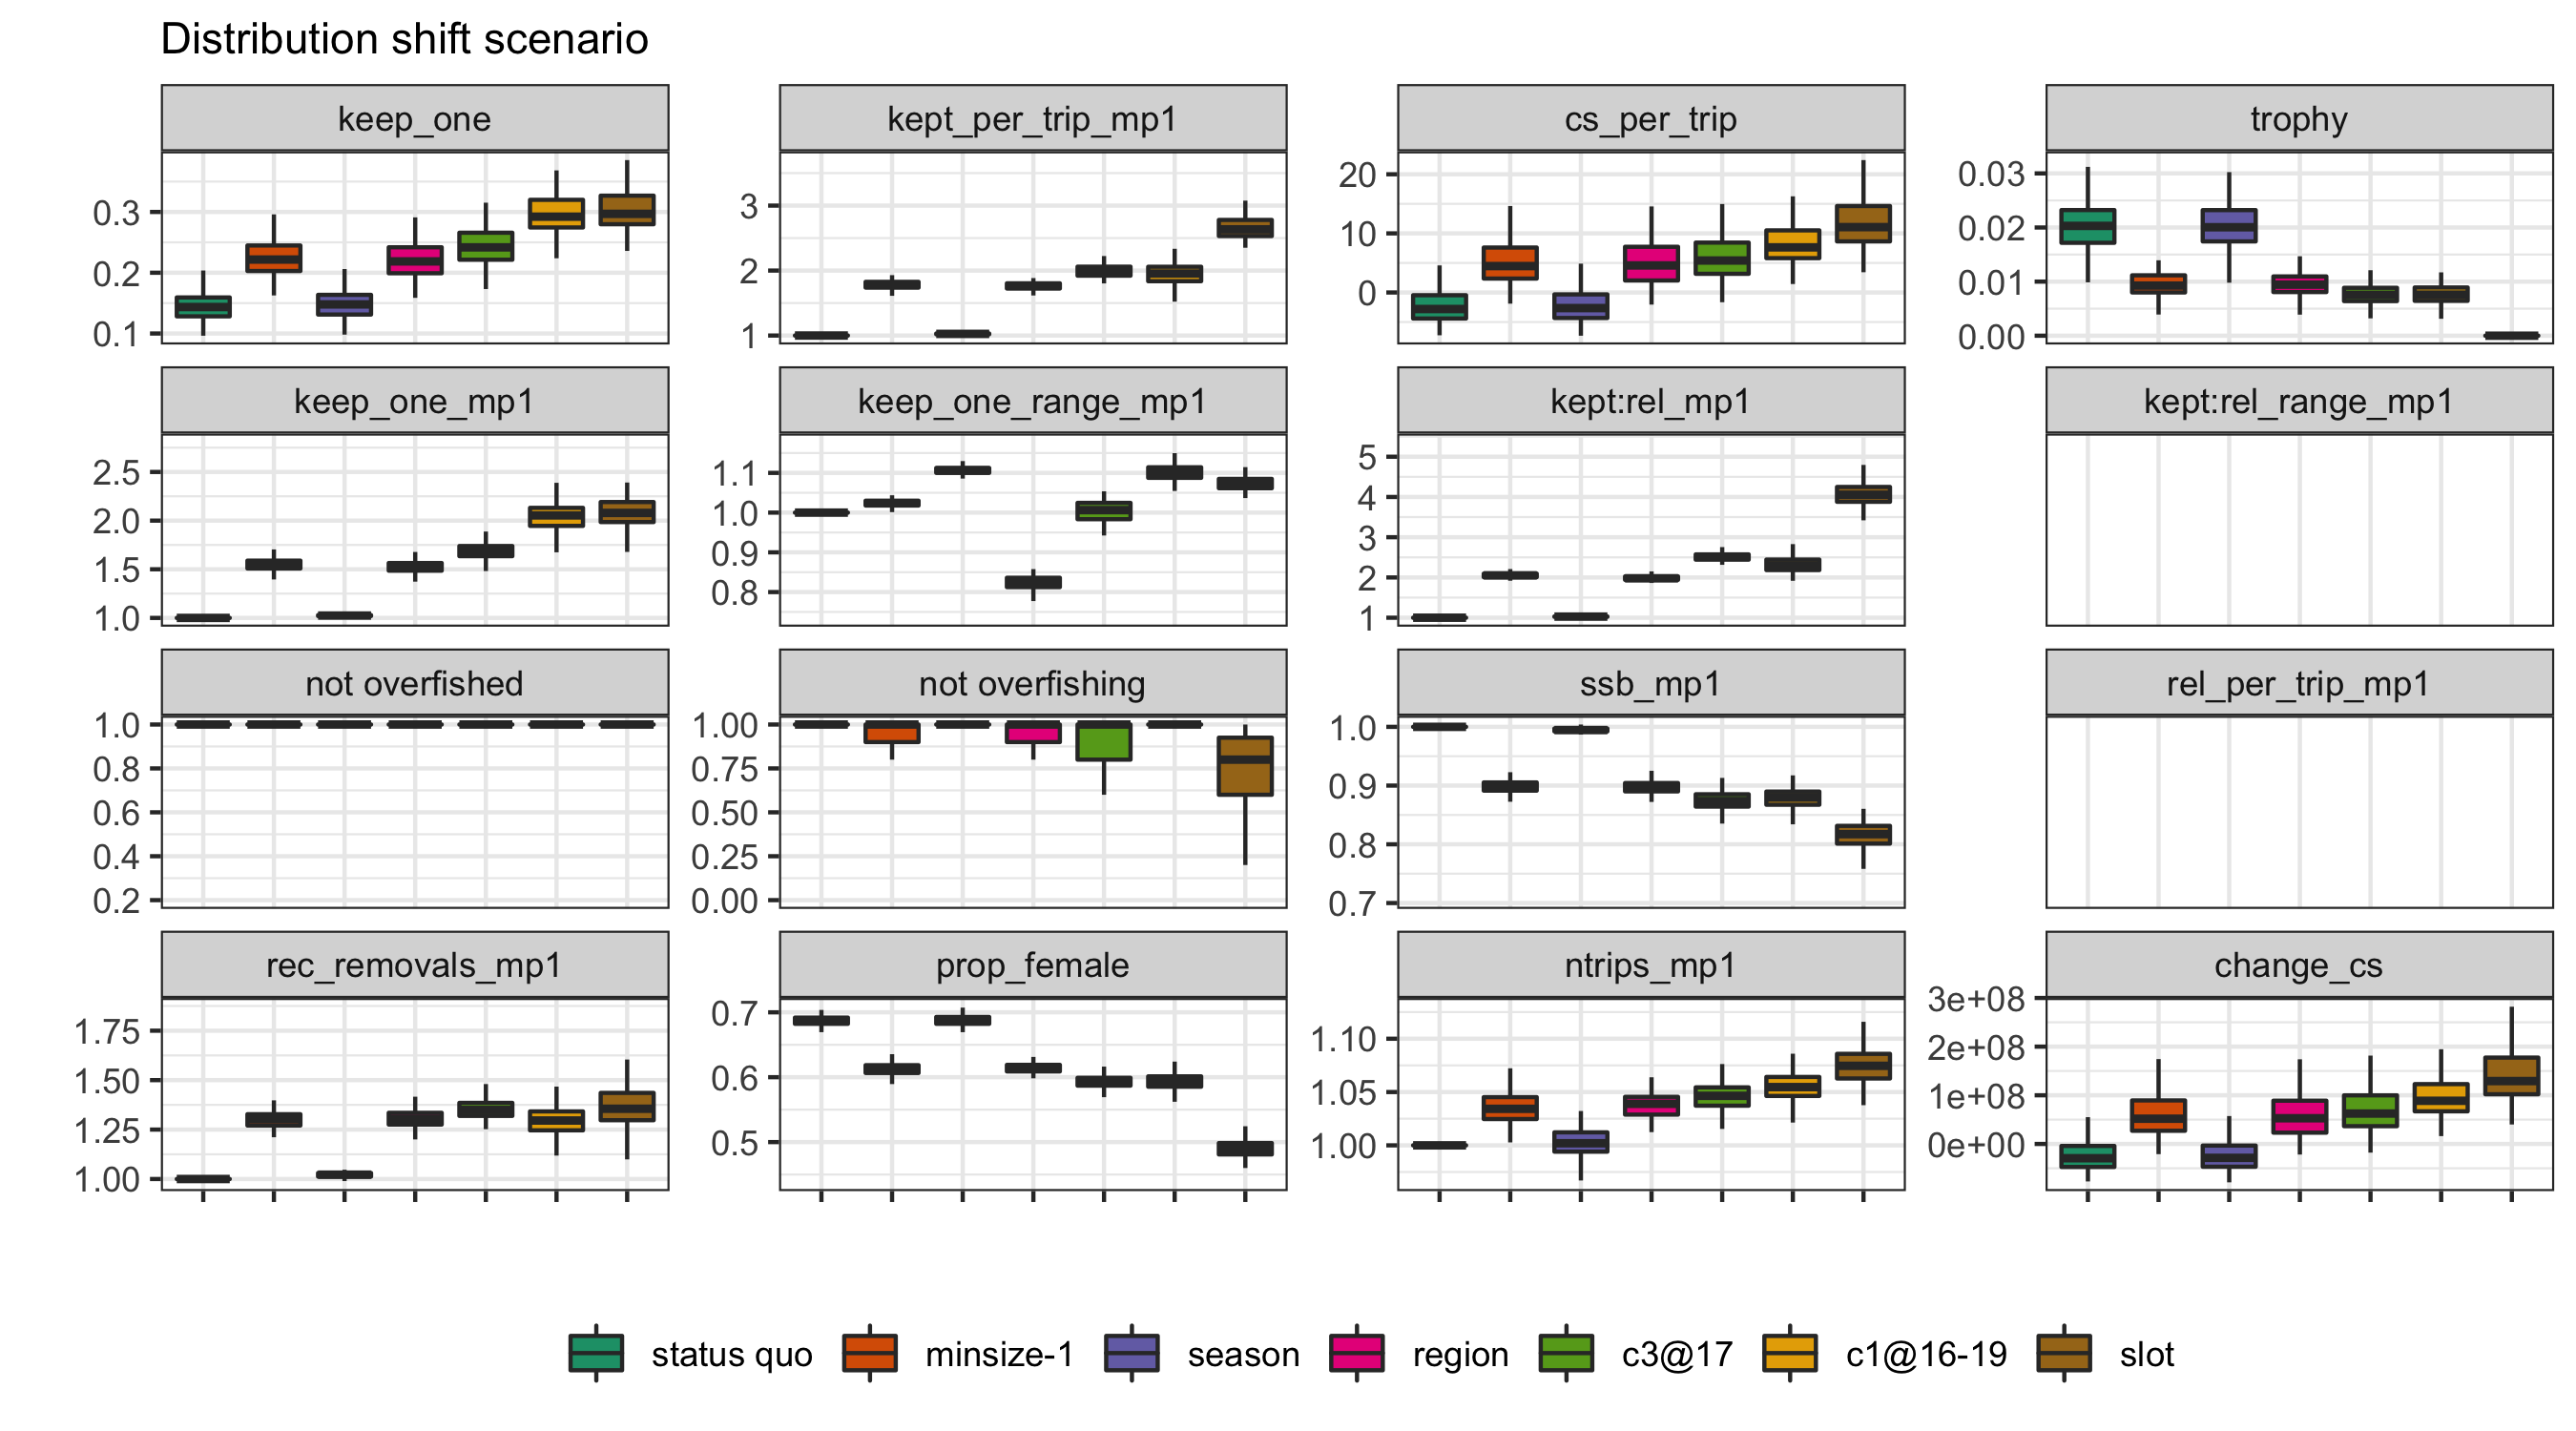 Distribution shift scenario
keep_one
kept_per_trip_mp1
cs_per_trip
trophy
0.3
0.2
0.1
3
2
1
20
10
0
0.03
0.02
0.01
0.00
keep_one_mp1
keep_one_range_mp1
kept:rel_mp1
kept:rel_range_mp1
2.5
2.0
1.5
1.0
1.1
1.0
0.9
0.8
5
4
3
2
1
not overfished
not overfishing
ssb_mp1
rel_per_trip_mp1
1.0
0.8
0.6
0.4
0.2
1.00
0.75
0.50
0.25
0.00
1.0
0.9
0.8
0.7
rec_removals_mp1
prop_female
ntrips_mp1
change_cs
1.75
1.50
1.25
1.00
0.7
0.6
0.5
1.10
1.05
1.00
3e+08
2e+08
1e+08
0e+00
status quo minsize-1 season region c3@17 c1@16-19 slot